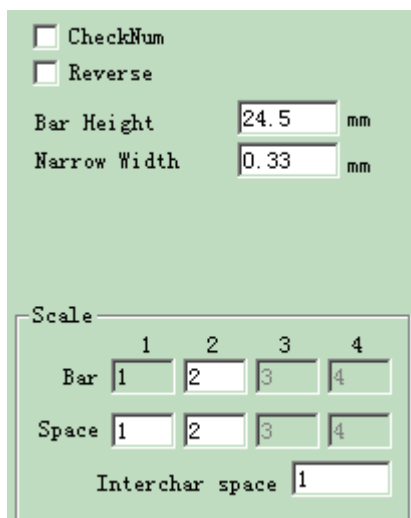 CheckNum
Reverse
Bar Height 24.5 mm
Narrow Width 0.33 mm
Scale
1 2 3 4
Bar 1 2 3 4
Space 1 2 3 4
Interchar space 1